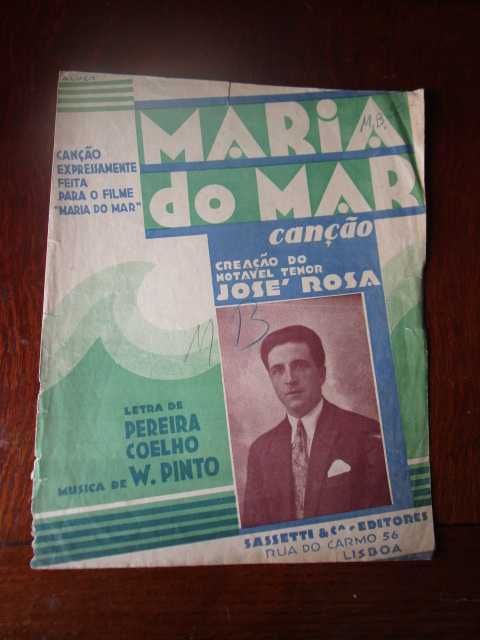 ALVES
MARIA
M.B.
do MAR
canção
CANÇÃO
EXPRESSAMENTE
FEITA
PARA O FILME
"MARIA DO MAR"
CREAÇÃO DO
NOTAVEL TENOR
JOSE' ROSA
M B
LETRA DE
PEREIRA
COELHO
MUSICA DE W. PINTO
SASSETTI & Cª - EDITORES
RUA DO CARMO 56
LISBOA